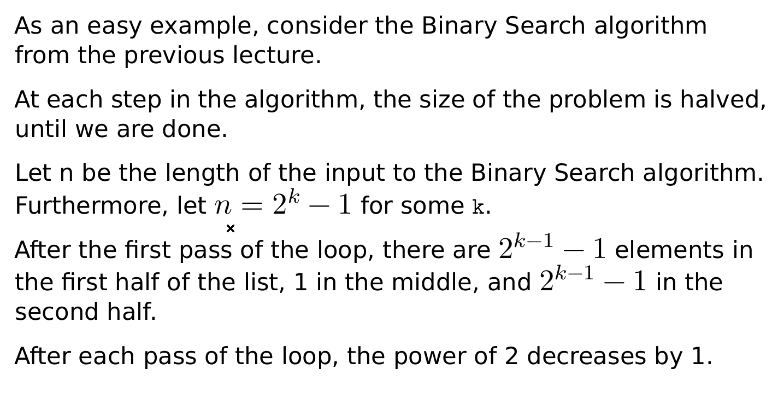 As an easy example, consider the Binary Search algorithm
from the previous lecture.
At each step in the algorithm, the size of the problem is halved,
until we are done.
Let n be the length of the input to the Binary Search algorithm.
Furthermore, let n = 2^k − 1 for some k.
×
After the first pass of the loop, there are 2^{k−1} − 1 elements in
the first half of the list, 1 in the middle, and 2^{k−1} − 1 in the
second half.
After each pass of the loop, the power of 2 decreases by 1.